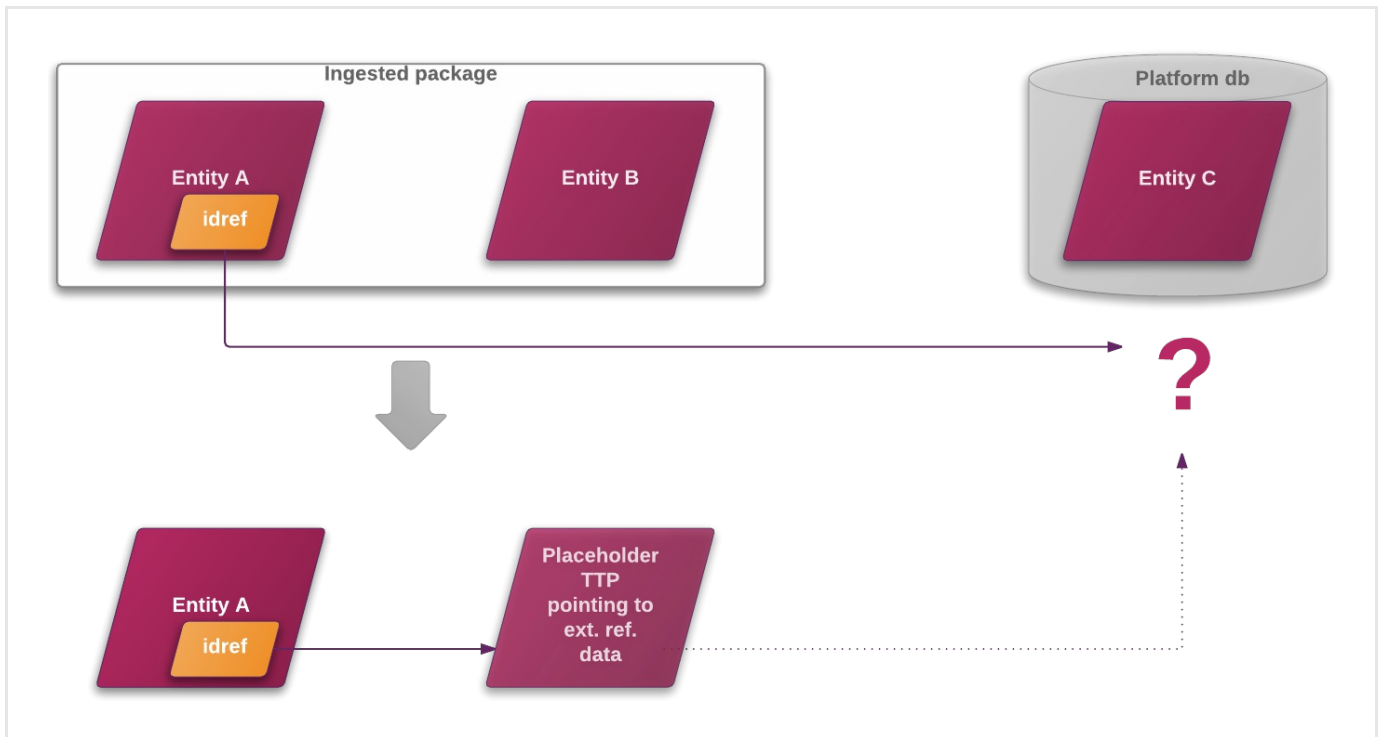 Ingested package
Platform db
Entity A
idref
Entity B
Entity C
?
Entity A
idref
Placeholder
TTP
pointing to
ext. ref.
data